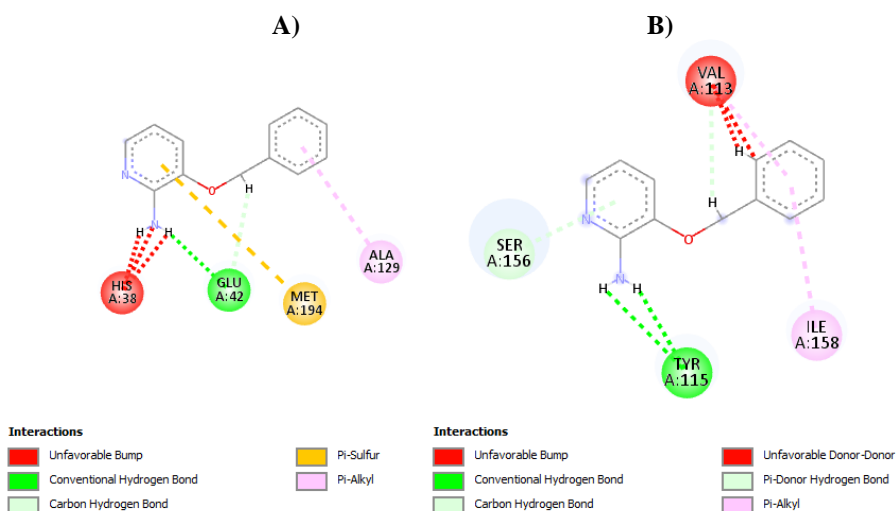 A)
B)
N
O
H
N
H
H
HIS
A:38
GLU
A:42
MET
A:194
ALA
A:129
VAL
A:113
H
H
N
O
N
H
H
SER
A:156
TYR
A:115
ILE
A:158
Interactions
Unfavorable Bump
Conventional Hydrogen Bond
Carbon Hydrogen Bond
Pi-Sulfur
Pi-Alkyl
Interactions
Unfavorable Bump
Conventional Hydrogen Bond
Carbon Hydrogen Bond
Unfavorable Donor-Donor
Pi-Donor Hydrogen Bond
Pi-Alkyl